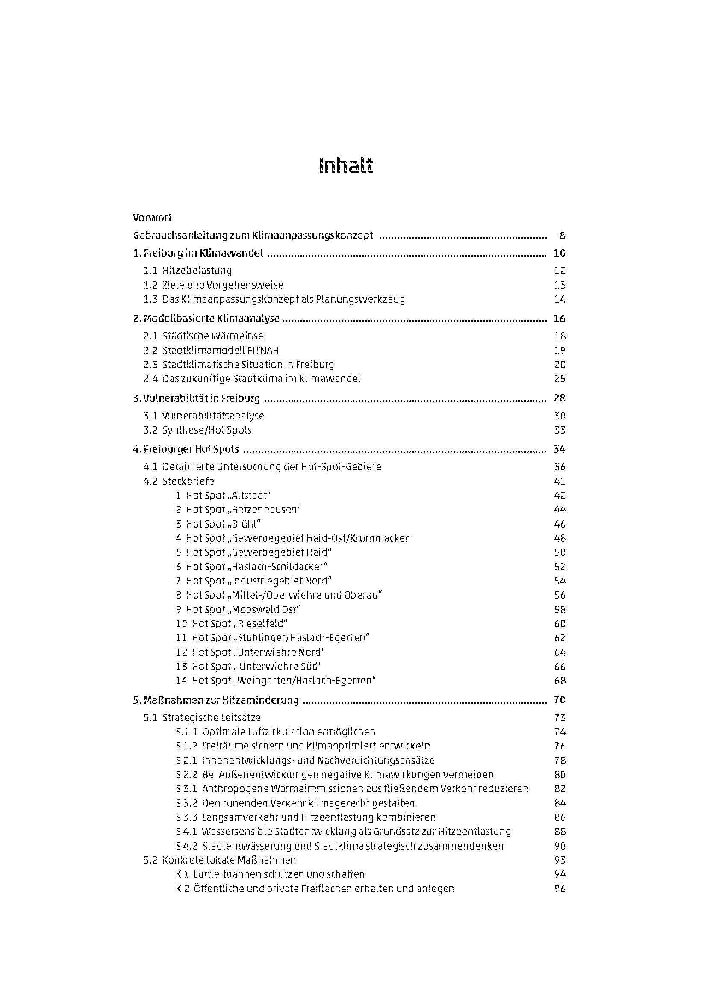 Inhalt
Vorwort
Gebrauchsanleitung zum Klimaanpassungskonzept ........ 8
1. Freiburg im Klimawandel ........ 10
1.1 Hitzebelastung 12
1.2 Ziele und Vorgehensweise 13
1.3 Das Klimaanpassungskonzept als Planungswerkzeug 14
2. Modellbasierte Klimaanalyse ........ 16
2.1 Städtische Wärmeinsel 18
2.2 Stadtklimamodell FITNAH 19
2.3 Stadtklimatische Situation in Freiburg 20
2.4 Das zukünftige Stadtklima im Klimawandel 25
3. Vulnerabilität in Freiburg ........ 28
3.1 Vulnerabilitätsanalyse 30
3.2 Synthese/Hot Spots 33
4. Freiburger Hot Spots ........ 34
4.1 Detaillierte Untersuchung der Hot-Spot-Gebiete 36
4.2 Steckbriefe 41
1 Hot Spot „Altstadt“ 42
2 Hot Spot „Betzenhausen“ 44
3 Hot Spot „Brühl“ 46
4 Hot Spot „Gewerbegebiet Haid-Ost/Krummacker“ 48
5 Hot Spot „Gewerbegebiet Haid“ 50
6 Hot Spot „Haslach-Schildacker“ 52
7 Hot Spot „Industriegebiet Nord“ 54
8 Hot Spot „Mittel-/Oberwiehre und Oberau“ 56
9 Hot Spot „Mooswald Ost“ 58
10 Hot Spot „Rieselfeld“ 60
11 Hot Spot „Stühlinger/Haslach-Egerten“ 62
12 Hot Spot „Unterwiehre Nord“ 64
13 Hot Spot „ Unterwiehre Süd“ 66
14 Hot Spot „Weingarten/Haslach-Egerten“ 68
5. Maßnahmen zur Hitzeminderung ........ 70
5.1 Strategische Leitsätze 73
S.1.1 Optimale Luftzirkulation ermöglichen 74
S 1.2 Freiräume sichern und klimaoptimiert entwickeln 76
S 2.1 Innenentwicklungs- und Nachverdichtungsansätze 78
S 2.2 Bei Außenentwicklungen negative Klimawirkungen vermeiden 80
S 3.1 Anthropogene Wärmeimmissionen aus fließendem Verkehr reduzieren 82
S 3.2 Den ruhenden Verkehr klimagerecht gestalten 84
S 3.3 Langsamverkehr und Hitzeentlastung kombinieren 86
S 4.1 Wassersensible Stadtentwicklung als Grundsatz zur Hitzeentlastung 88
S 4.2 Stadtentwässerung und Stadtklima strategisch zusammendenken 90
5.2 Konkrete lokale Maßnahmen 93
K 1 Luftleitbahnen schützen und schaffen 94
K 2 Öffentliche und private Freiflächen erhalten und anlegen 96